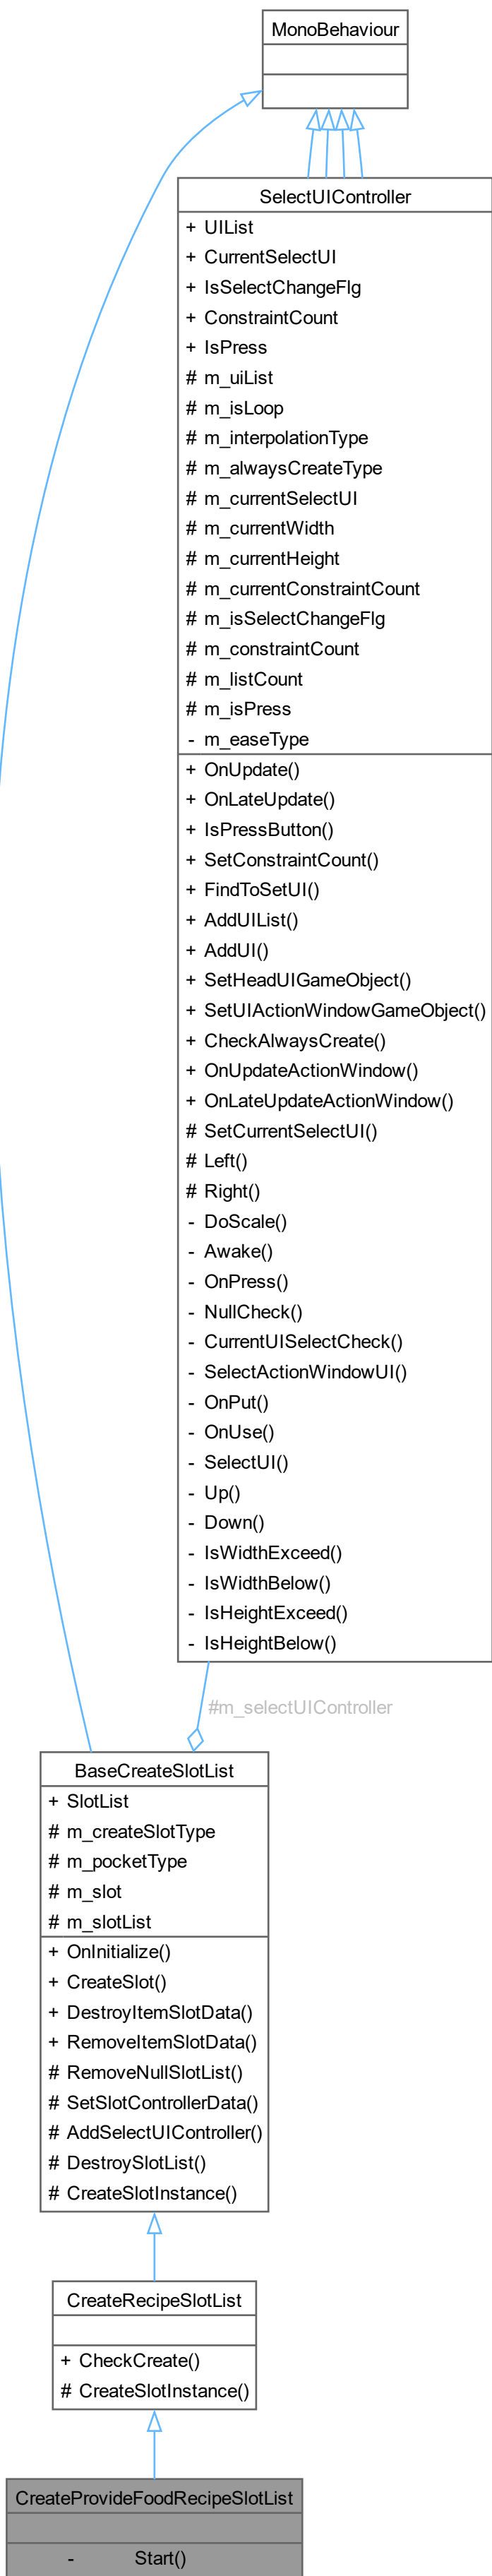 MonoBehaviour
SelectUIController
+ UIList
+ CurrentSelectUI
+ IsSelectChangeFlg
+ ConstraintCount
+ IsPress
# m_uiList
# m_isLoop
# m_interpolationType
# m_alwaysCreateType
# m_currentSelectUI
# m_currentWidth
# m_currentHeight
# m_currentConstraintCount
# m_isSelectChangeFlg
# m_constraintCount
# m_listCount
# m_isPress
- m_easeType
+ OnUpdate()
+ OnLateUpdate()
+ IsPressButton()
+ SetConstraintCount()
+ FindToSetUI()
+ AddUIList()
+ AddUI()
+ SetHeadUIGameObject()
+ SetUIActionWindowGameObject()
+ CheckAlwaysCreate()
+ OnUpdateActionWindow()
+ OnLateUpdateActionWindow()
# SetCurrentSelectUI()
# Left()
# Right()
- DoScale()
- Awake()
- OnPress()
- NullCheck()
- CurrentUISelectCheck()
- SelectActionWindowUI()
- OnPut()
- OnUse()
- SelectUI()
- Up()
- Down()
- IsWidthExceed()
- IsWidthBelow()
- IsHeightExceed()
- IsHeightBelow()
#m_selectUIController
BaseCreateSlotList
+ SlotList
# m_createSlotType
# m_pocketType
# m_slot
# m_slotList
+ OnInitialize()
+ CreateSlot()
+ DestroyItemSlotData()
+ RemoveItemSlotData()
# RemoveNullSlotList()
# SetSlotControllerData()
# AddSelectUIController()
# DestroySlotList()
# CreateSlotInstance()
CreateRecipeSlotList
+ CheckCreate()
# CreateSlotInstance()
CreateProvideFoodRecipeSlotList
- Start()